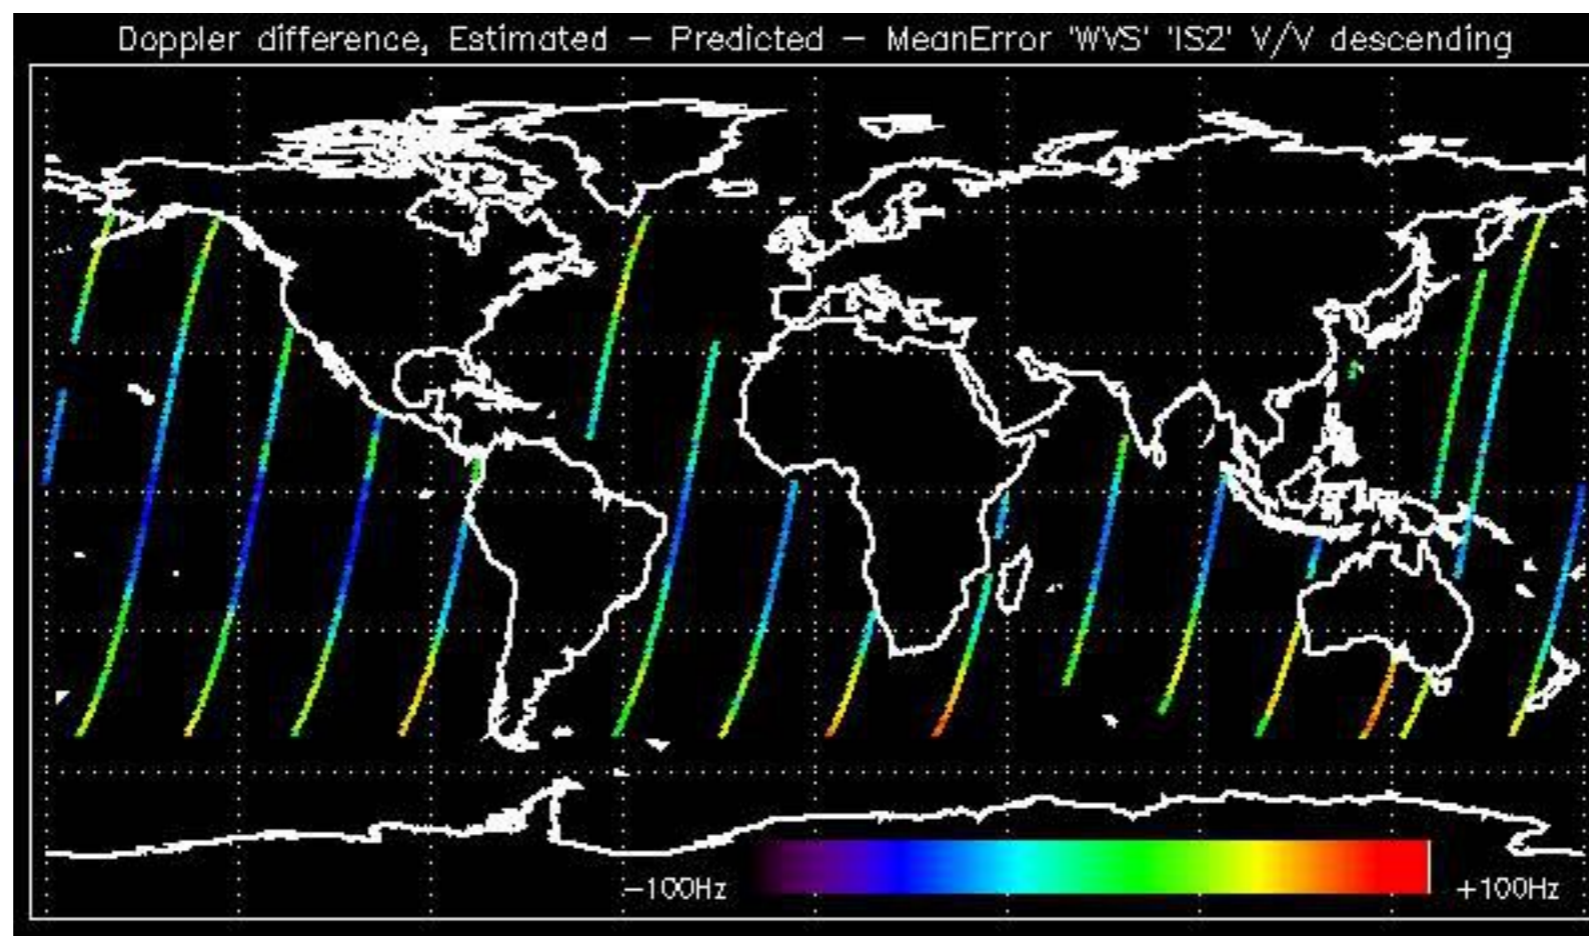 Doppler difference, Estimated – Predicted – MeanError 'WVS' 'IS2' V/V descending
–100Hz +100Hz